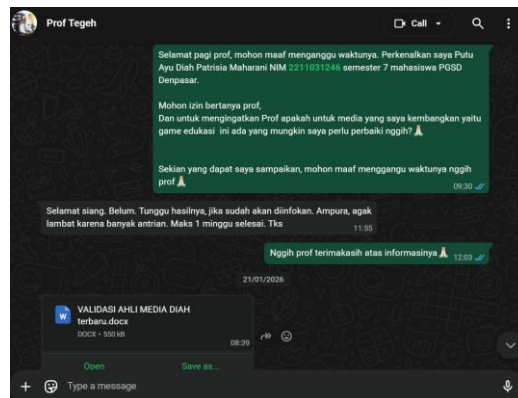 Prof Tegeh
Call
Selamat pagi prof, mohon maaf menganggu waktunya. Perkenalkan saya Putu
Ayu Diah Patrisia Maharani NIM 2211031246 semester 7 mahasiswa PGSD
Denpasar.
Mohon izin bertanya prof,
Dan untuk mengingatkan Prof apakah untuk media yang saya kembangkan yaitu
game edukasi ini ada yang mungkin saya perlu perbaiki nggih?🙏🏻
Sekian yang dapat saya sampaikan, mohon maaf menggangu waktunya nggih
prof🙏🏻
09:30
Selamat siang. Belum. Tunggu hasilnya, jika sudah akan diinfokan. Ampura, agak
lambat karena banyak antrian. Maks 1 minggu selesai. Tks
11:55
Nggih prof terimakasih atas informasinya🙏🏻
12:03
21/01/2026
VALIDASI AHLI MEDIA DIAH
terbaru.docx
DOCX • 550 kB
08:39
Open
Save as...
Type a message